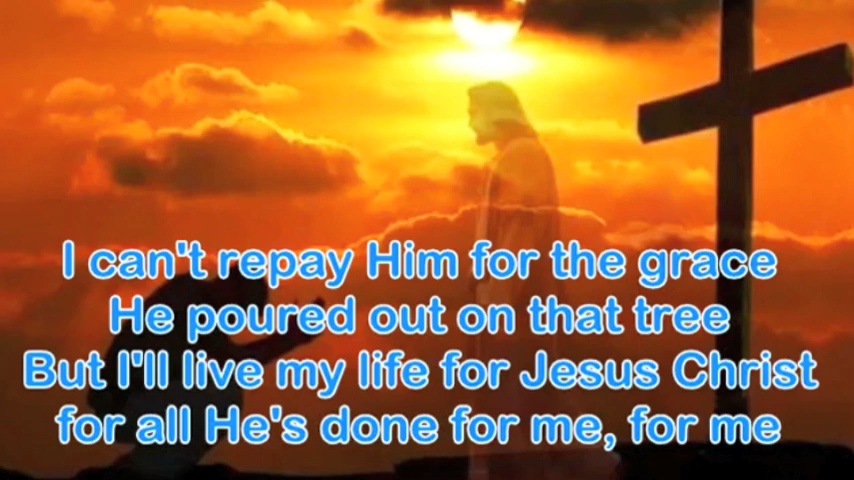 I can't repay Him for the grace
He poured out on that tree
But I'll live my life for Jesus Christ
for all He's done for me, for me